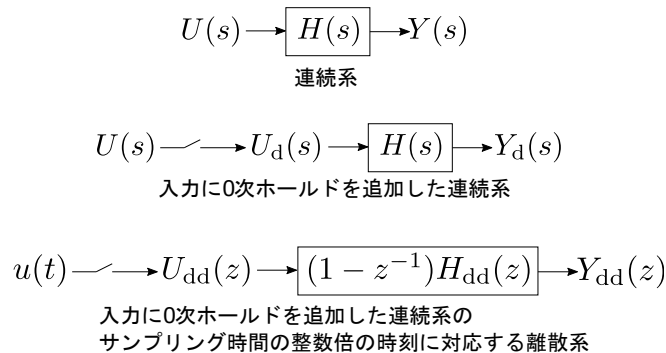 U(s) H(s) Y(s)
連続系
U(s) U_d(s) H(s) Y_d(s)
入力に0次ホールドを追加した連続系
u(t) U_dd(z) (1 − z^{-1})H_dd(z) Y_dd(z)
入力に0次ホールドを追加した連続系の
サンプリング時間の整数倍の時刻に対応する離散系